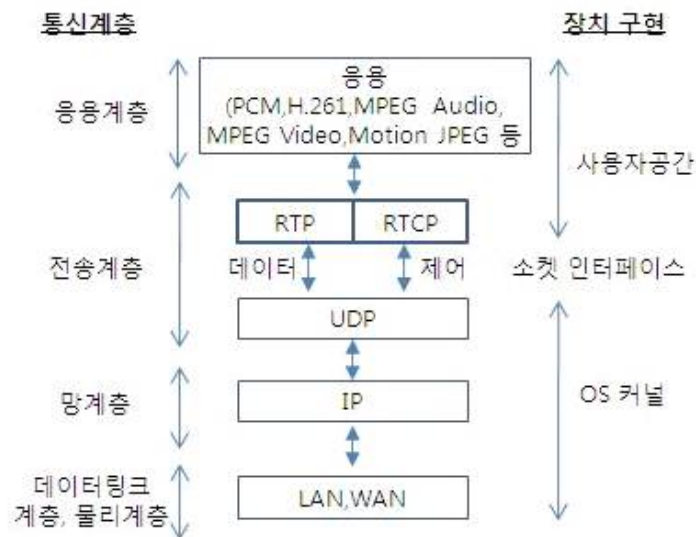 통신계층
장치 구현
응용계층
응용
(PCM,H.261,MPEG Audio,
MPEG Video,Motion JPEG 등
사용자공간
전송계층
RTP
RTCP
데이터
제어
소켓 인터페이스
UDP
망계층
IP
OS 커널
데이터링크
계층, 물리계층
LAN,WAN